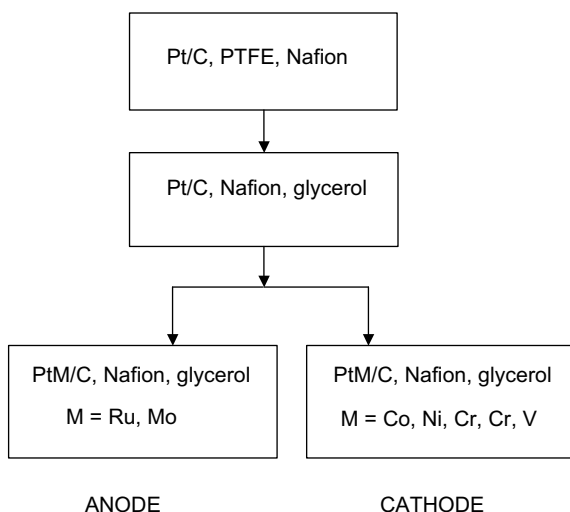 Pt/C, PTFE, Nafion
Pt/C, Nafion, glycerol
PtM/C, Nafion, glycerol
M = Ru, Mo
PtM/C, Nafion, glycerol
M = Co, Ni, Cr, Cr, V
ANODE
CATHODE